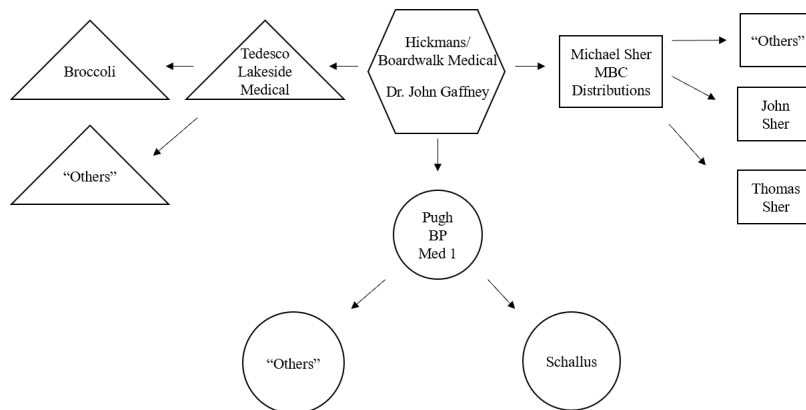 Broccoli
Tedesco
Lakeside
Medical
Hickmans/
Boardwalk Medical
Dr. John Gaffney
Michael Sher
MBC
Distributions
“Others”
John
Sher
Thomas
Sher
“Others”
Pugh
BP
Med 1
“Others”
Schallus